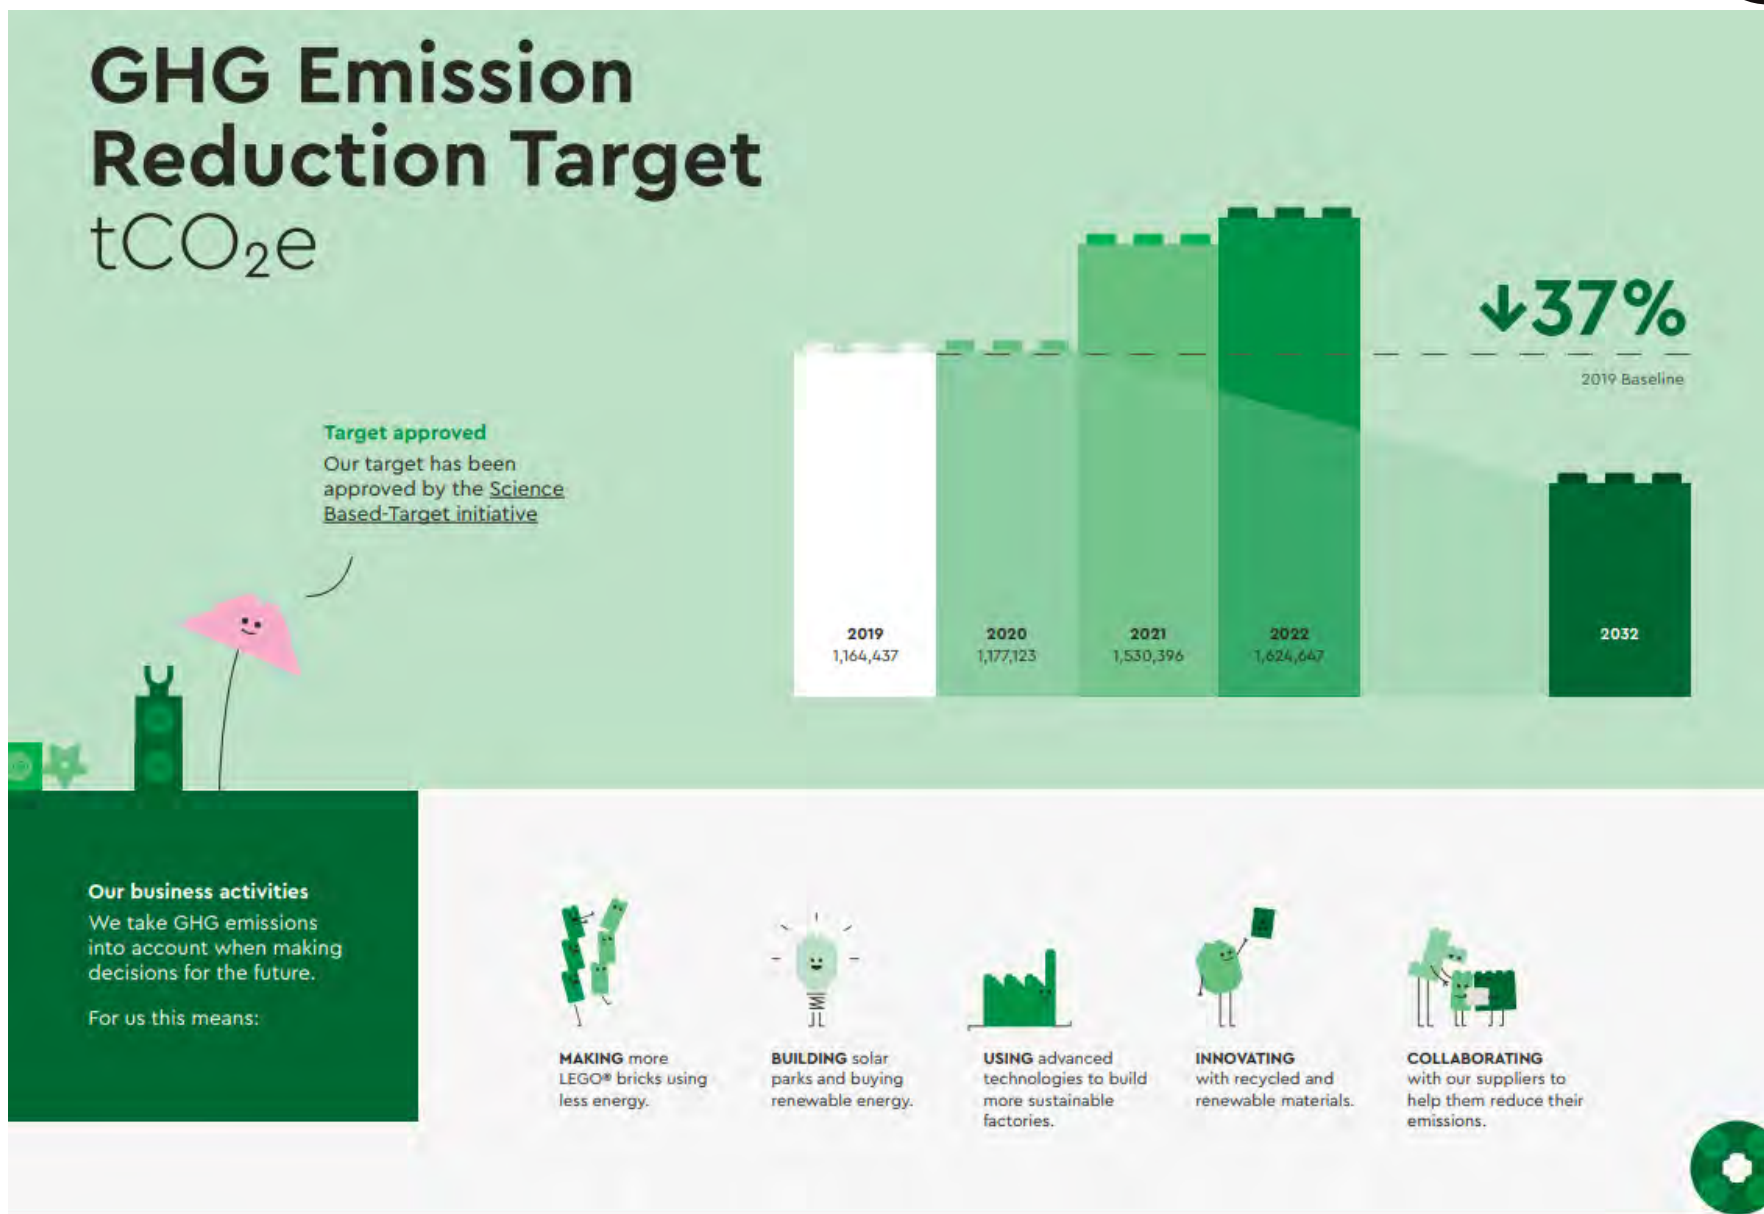 GHG Emission
Reduction Target
tCO₂e
Target approved
Our target has been
approved by the Science
Based-Target initiative
↓37%
2019 Baseline
2019
1,164,437
2020
1,177,123
2021
1,530,396
2022
1,624,647
2032
Our business activities
We take GHG emissions
into account when making
decisions for the future.
For us this means:
MAKING more
LEGO® bricks using
less energy.
BUILDING solar
parks and buying
renewable energy.
USING advanced
technologies to build
more sustainable
factories.
INNOVATING
with recycled and
renewable materials.
COLLABORATING
with our suppliers to
help them reduce their
emissions.